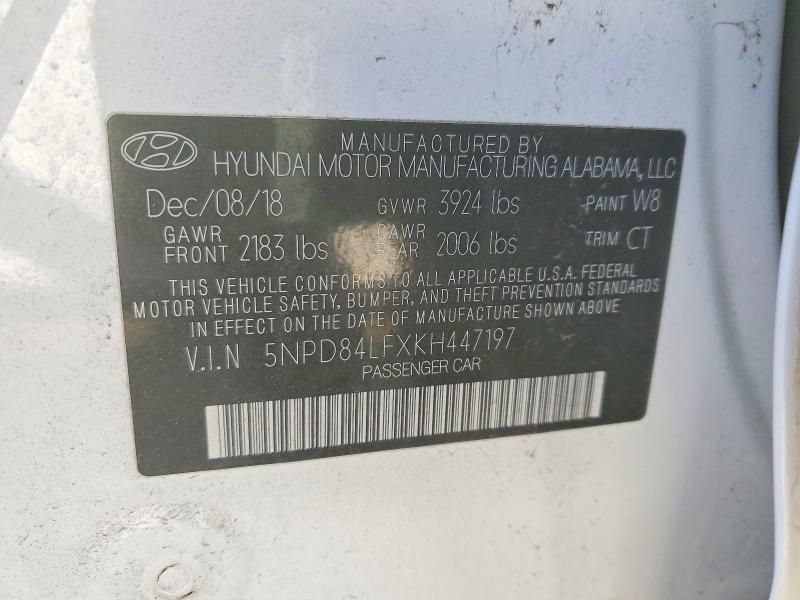 MANUFACTURED BY
HYUNDAI MOTOR MANUFACTURING ALABAMA, LLC
Dec/08/18 GVWR 3924 lbs PAINT W8
GAWR FRONT 2183 lbs GAWR REAR 2006 lbs TRIM CT
THIS VEHICLE CONFORMS TO ALL APPLICABLE U.S.A. FEDERAL
MOTOR VEHICLE SAFETY, BUMPER, AND THEFT PREVENTION STANDARDS
IN EFFECT ON THE DATE OF MANUFACTURE SHOWN ABOVE
V.I.N 5NPD84LFXKH447197
PASSENGER CAR